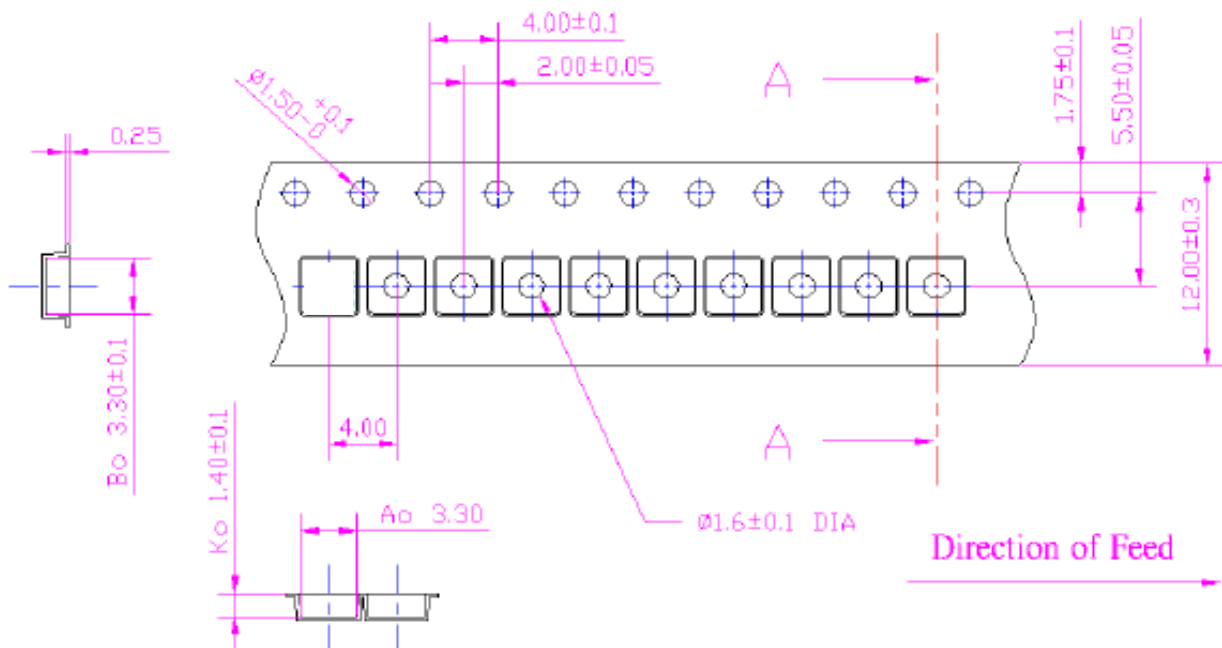 4.00±0.1
2.00±0.05
Ø1.50 +0.1 -0
0.25
A
1.75±0.1
5.50±0.05
12.00±0.3
Bo 3.30±0.1
4.00
Ko 1.40±0.1
Ao 3.30
A
Ø1.6±0.1 DIA
Direction of Feed